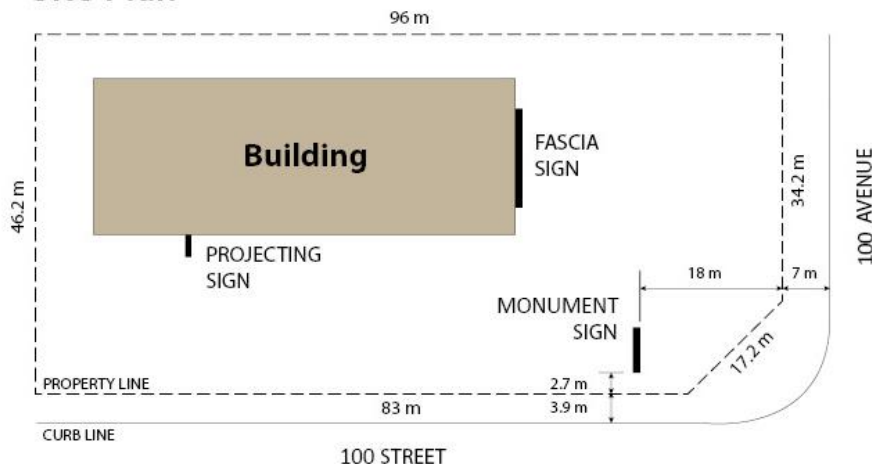 96 m
Building
FASCIA
SIGN
46.2 m
34.2 m
100 AVENUE
PROJECTING
SIGN
18 m
7 m
MONUMENT
SIGN
17.2 m
PROPERTY LINE
2.7 m
83 m
3.9 m
CURB LINE
100 STREET